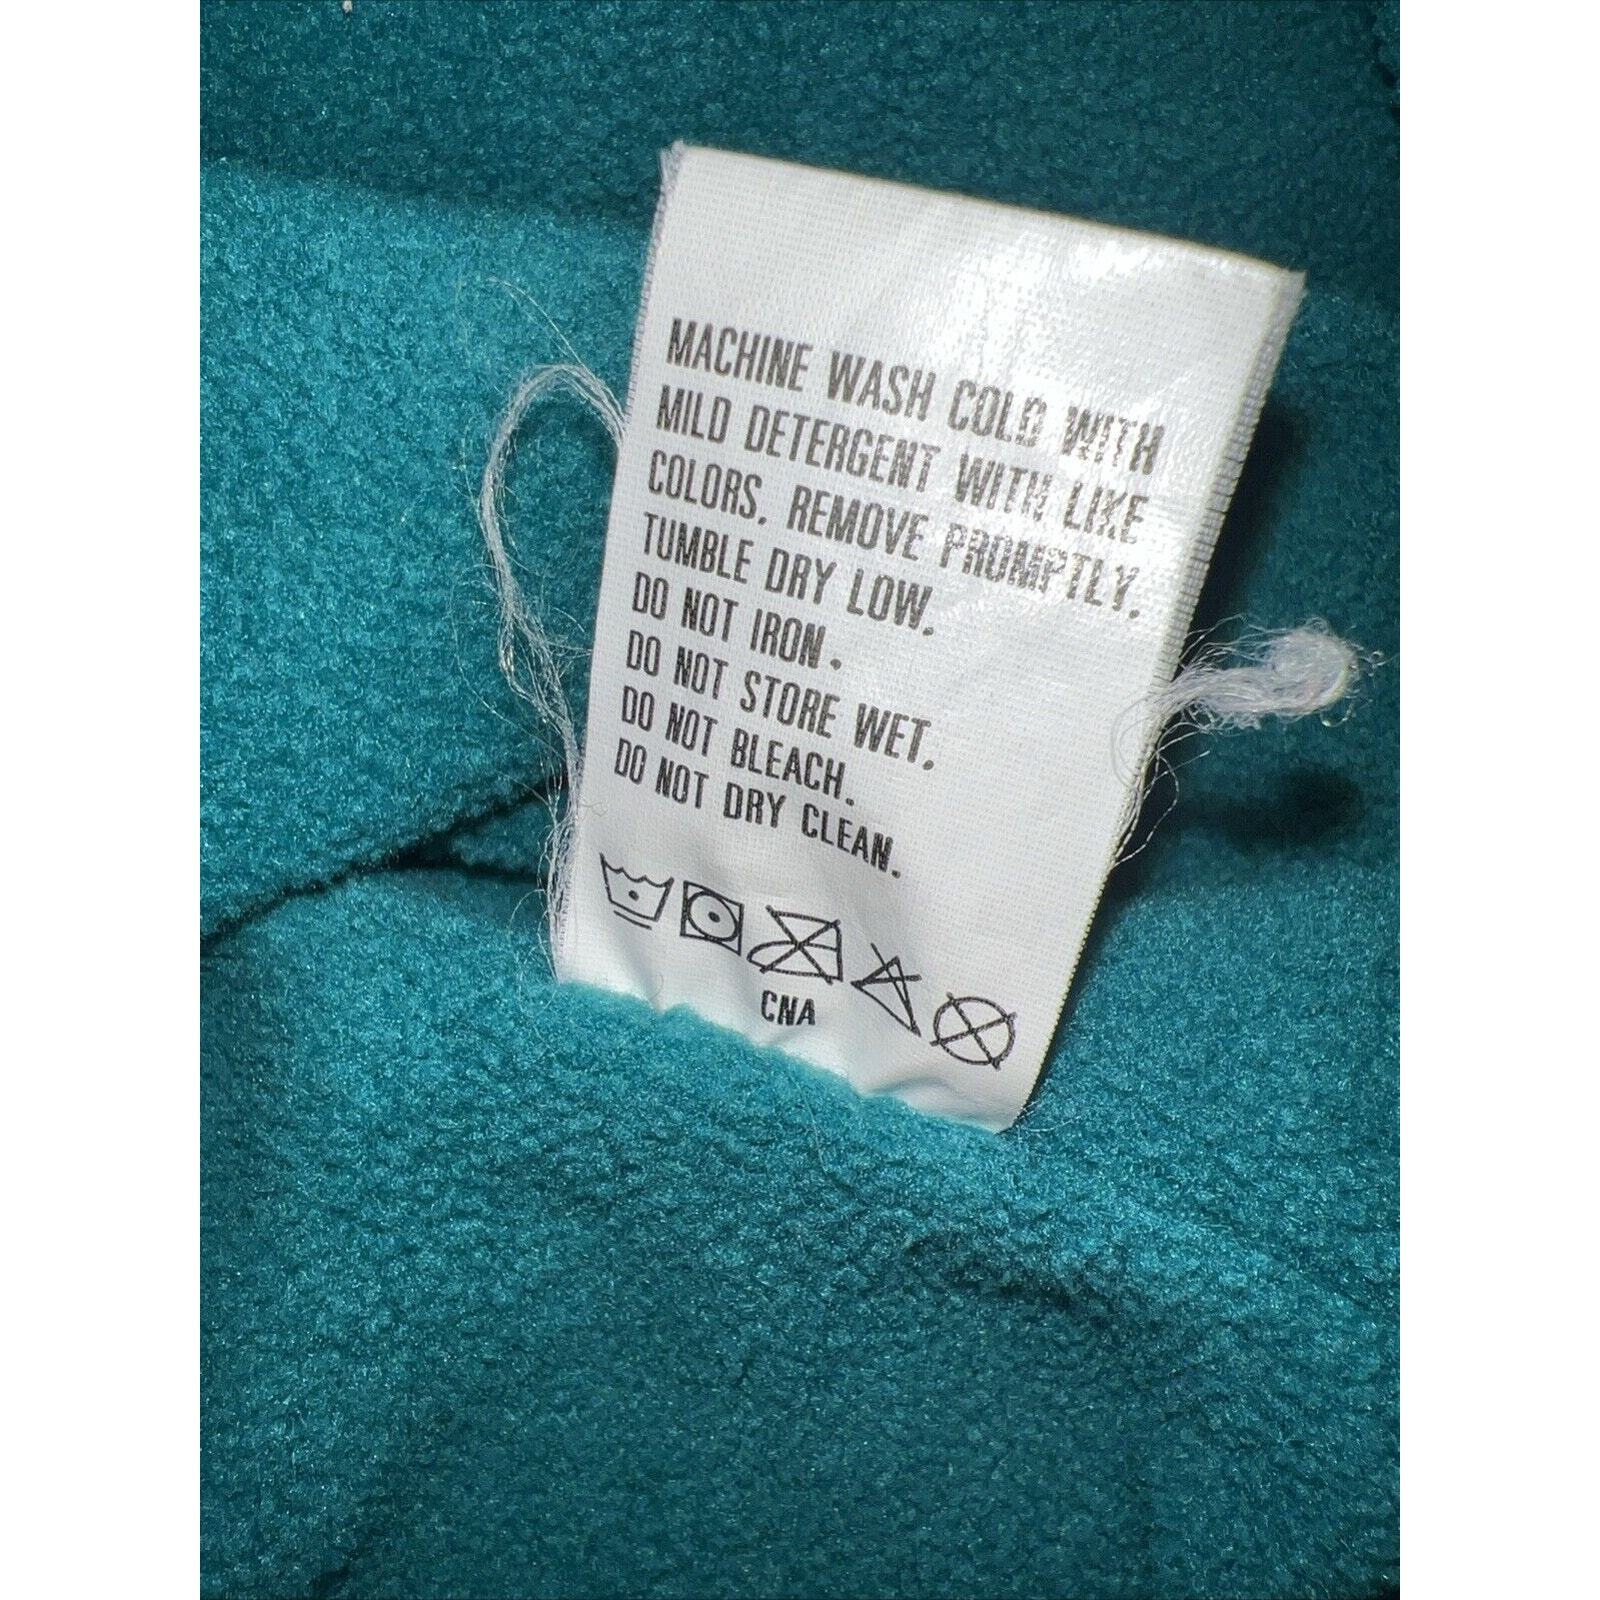 MACHINE WASH COLD WITH
MILD DETERGENT WITH LIKE
COLORS. REMOVE PROMPTLY.
TUMBLE DRY LOW.
DO NOT IRON.
DO NOT STORE WET.
DO NOT BLEACH.
DO NOT DRY CLEAN.
CNA